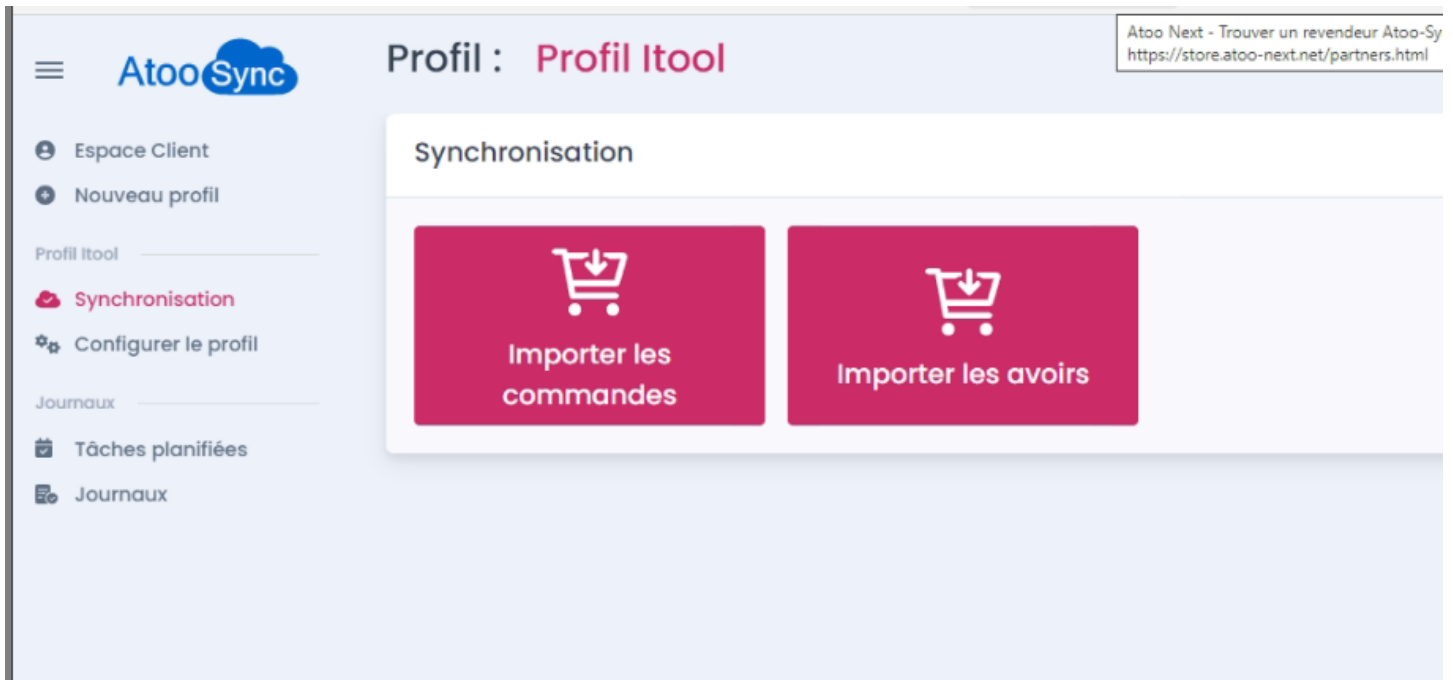 Atoo Next - Trouver un revendeur Atoo-Sy
https://store.atoo-next.net/partners.html
AtooSync
Profil : Profil Itool
Espace Client
Nouveau profil
Profil Itool
Synchronisation
Configurer le profil
Journaux
Tâches planifiées
Journaux
Synchronisation
Importer les
commandes
Importer les avoirs